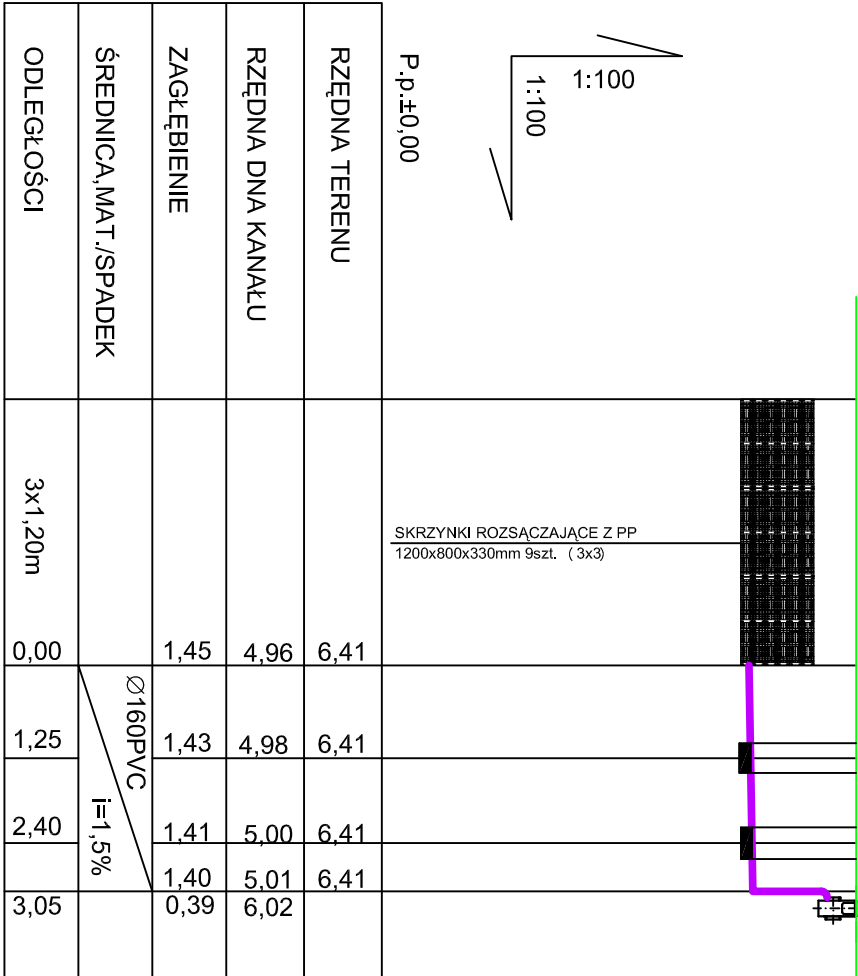 1:100
1:100
P.p.±0,00
RZĘDNA TERENU
6,41
6,41
6,41
6,41
RZĘDNA DNA KANAŁU
4,96
4,98
5,00
5,01
6,02
ZAGŁĘBIENIE
1,45
1,43
1,41
1,40
0,39
ŚREDNICA,MAT./SPADEK
Ø160PVC
i=1,5%
ODLEGŁOŚCI
3x1,20m
0,00
1,25
2,40
3,05
SKRZYNKI ROZSĄCZAJĄCE Z PP
1200x800x330mm 9szt. ( 3x3)